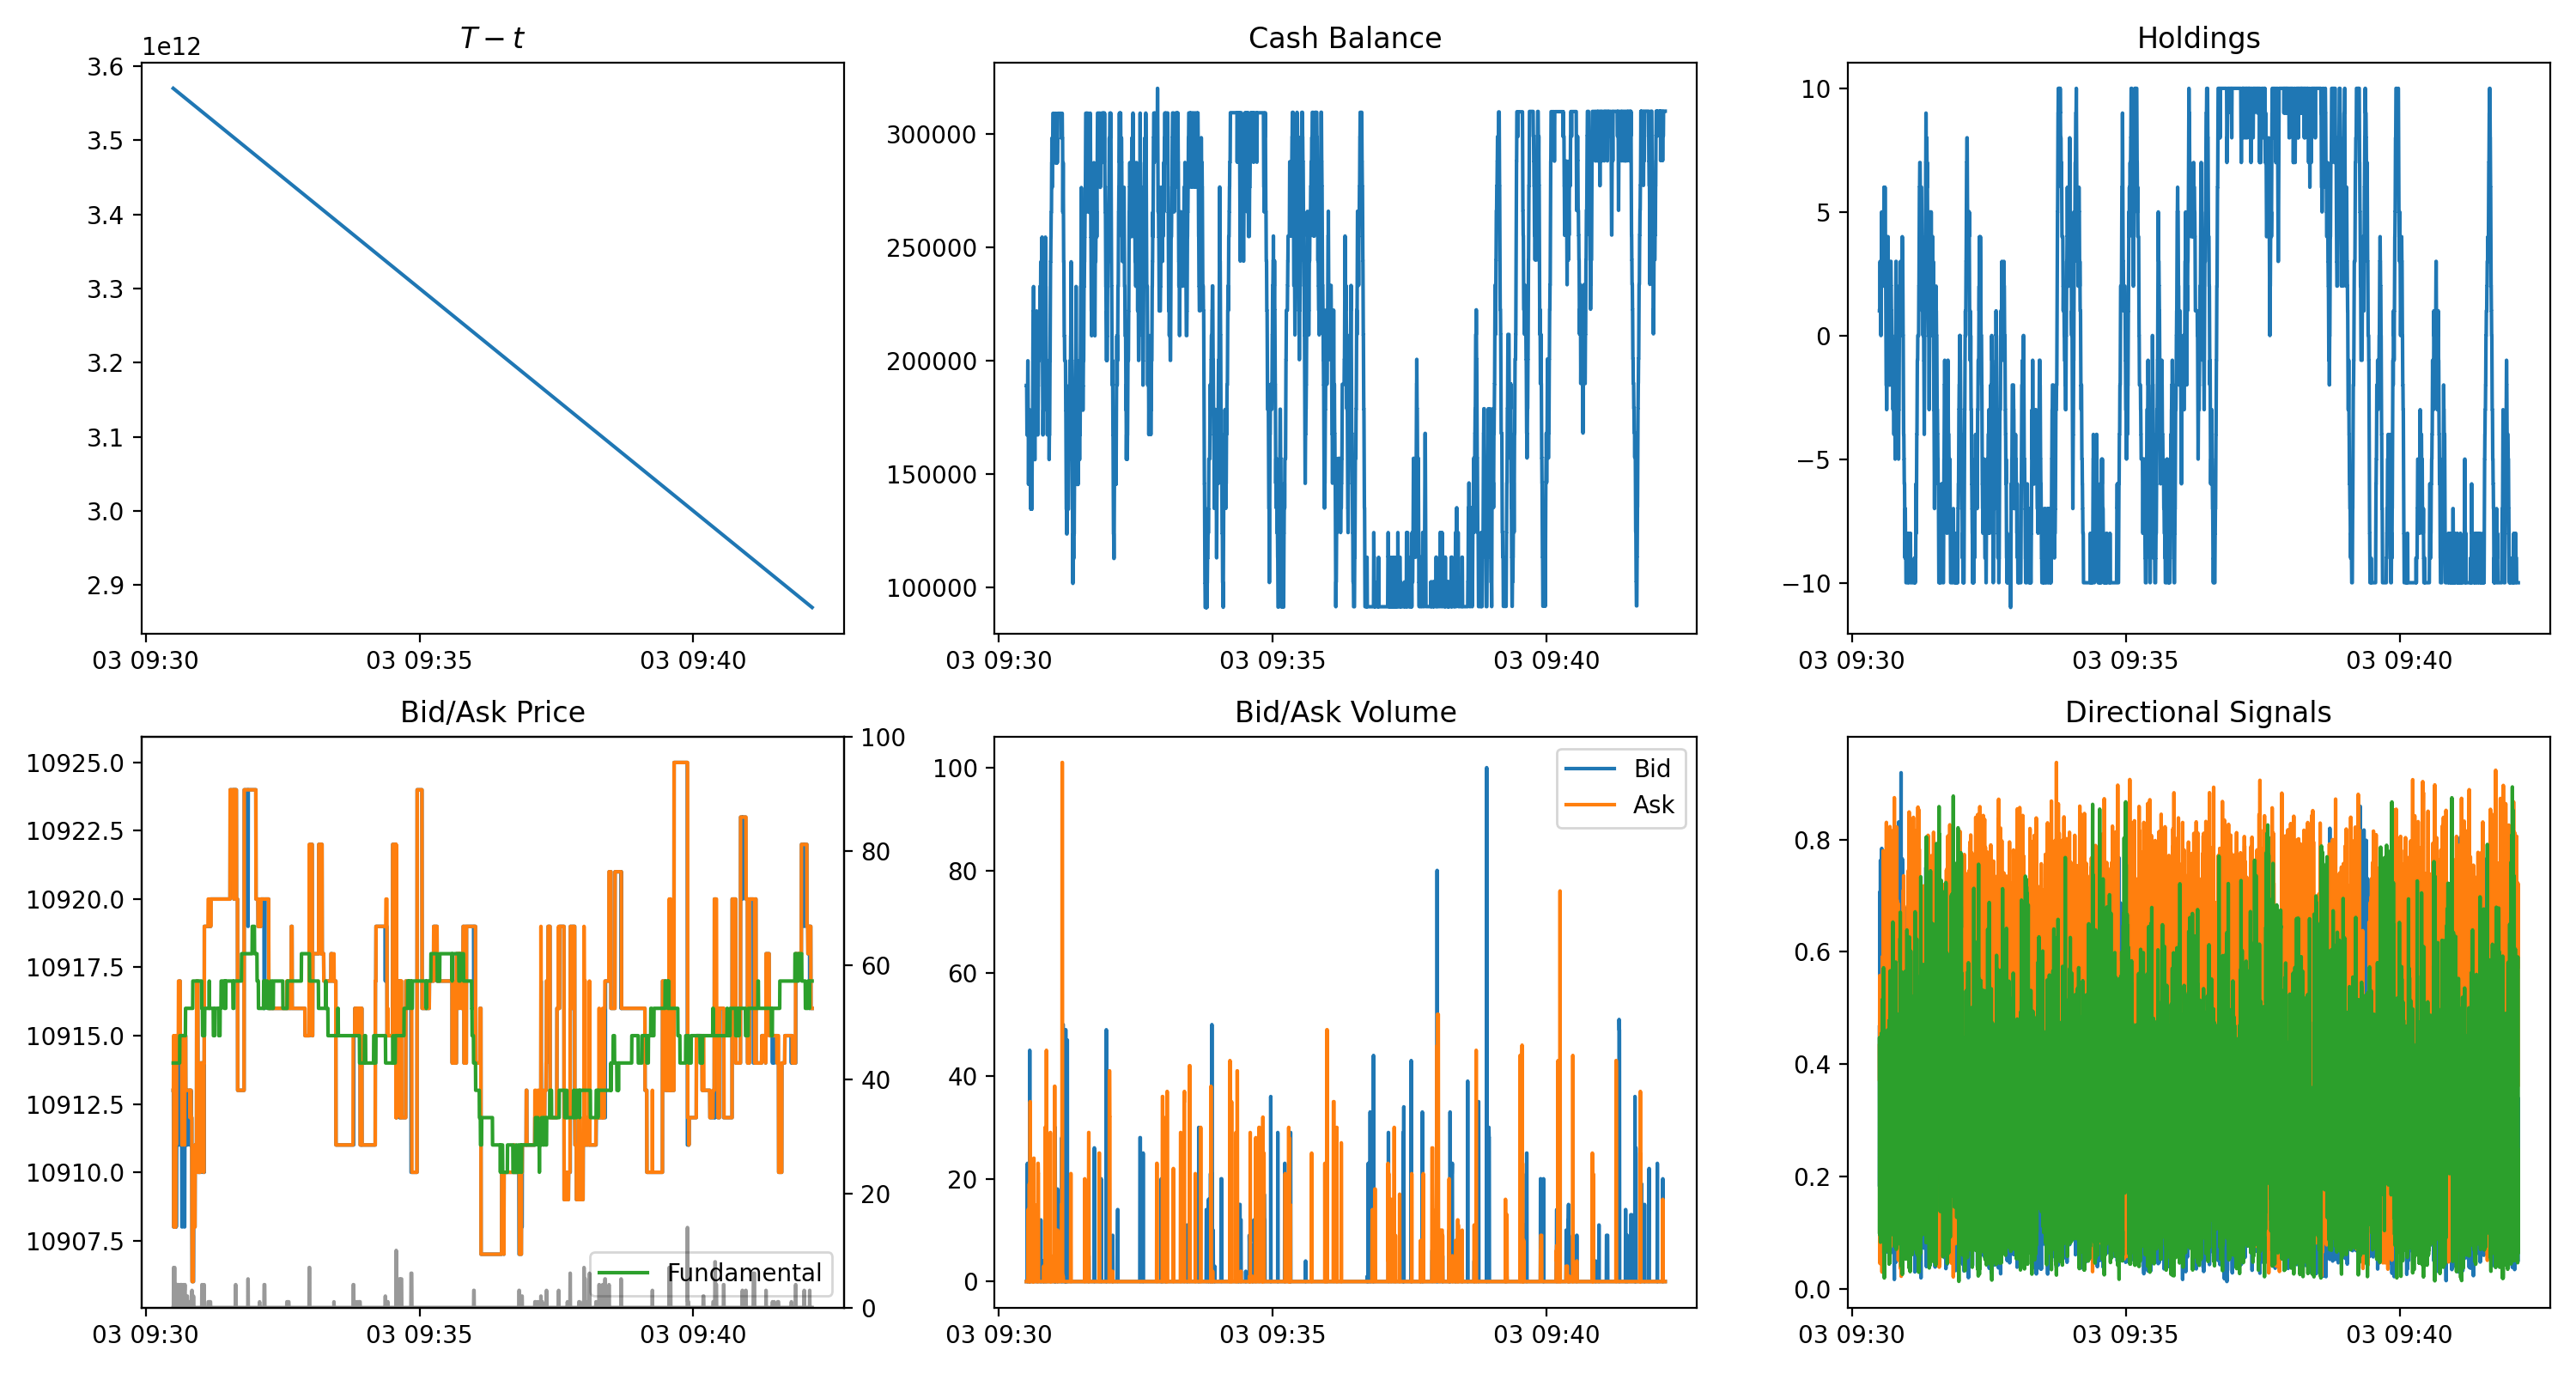 T − t
1e12
3.6
3.5
3.4
3.3
3.2
3.1
3.0
2.9
03 09:30 03 09:35 03 09:40
Cash Balance
300000
250000
200000
150000
100000
03 09:30 03 09:35 03 09:40
Holdings
10
5
0
−5
−10
03 09:30 03 09:35 03 09:40
Bid/Ask Price
10925.0
10922.5
10920.0
10917.5
10915.0
10912.5
10910.0
10907.5
100
80
60
40
20
0
Fundamental
03 09:30 03 09:35 03 09:40
Bid/Ask Volume
100
80
60
40
20
0
Bid
Ask
03 09:30 03 09:35 03 09:40
Directional Signals
0.8
0.6
0.4
0.2
0.0
03 09:30 03 09:35 03 09:40